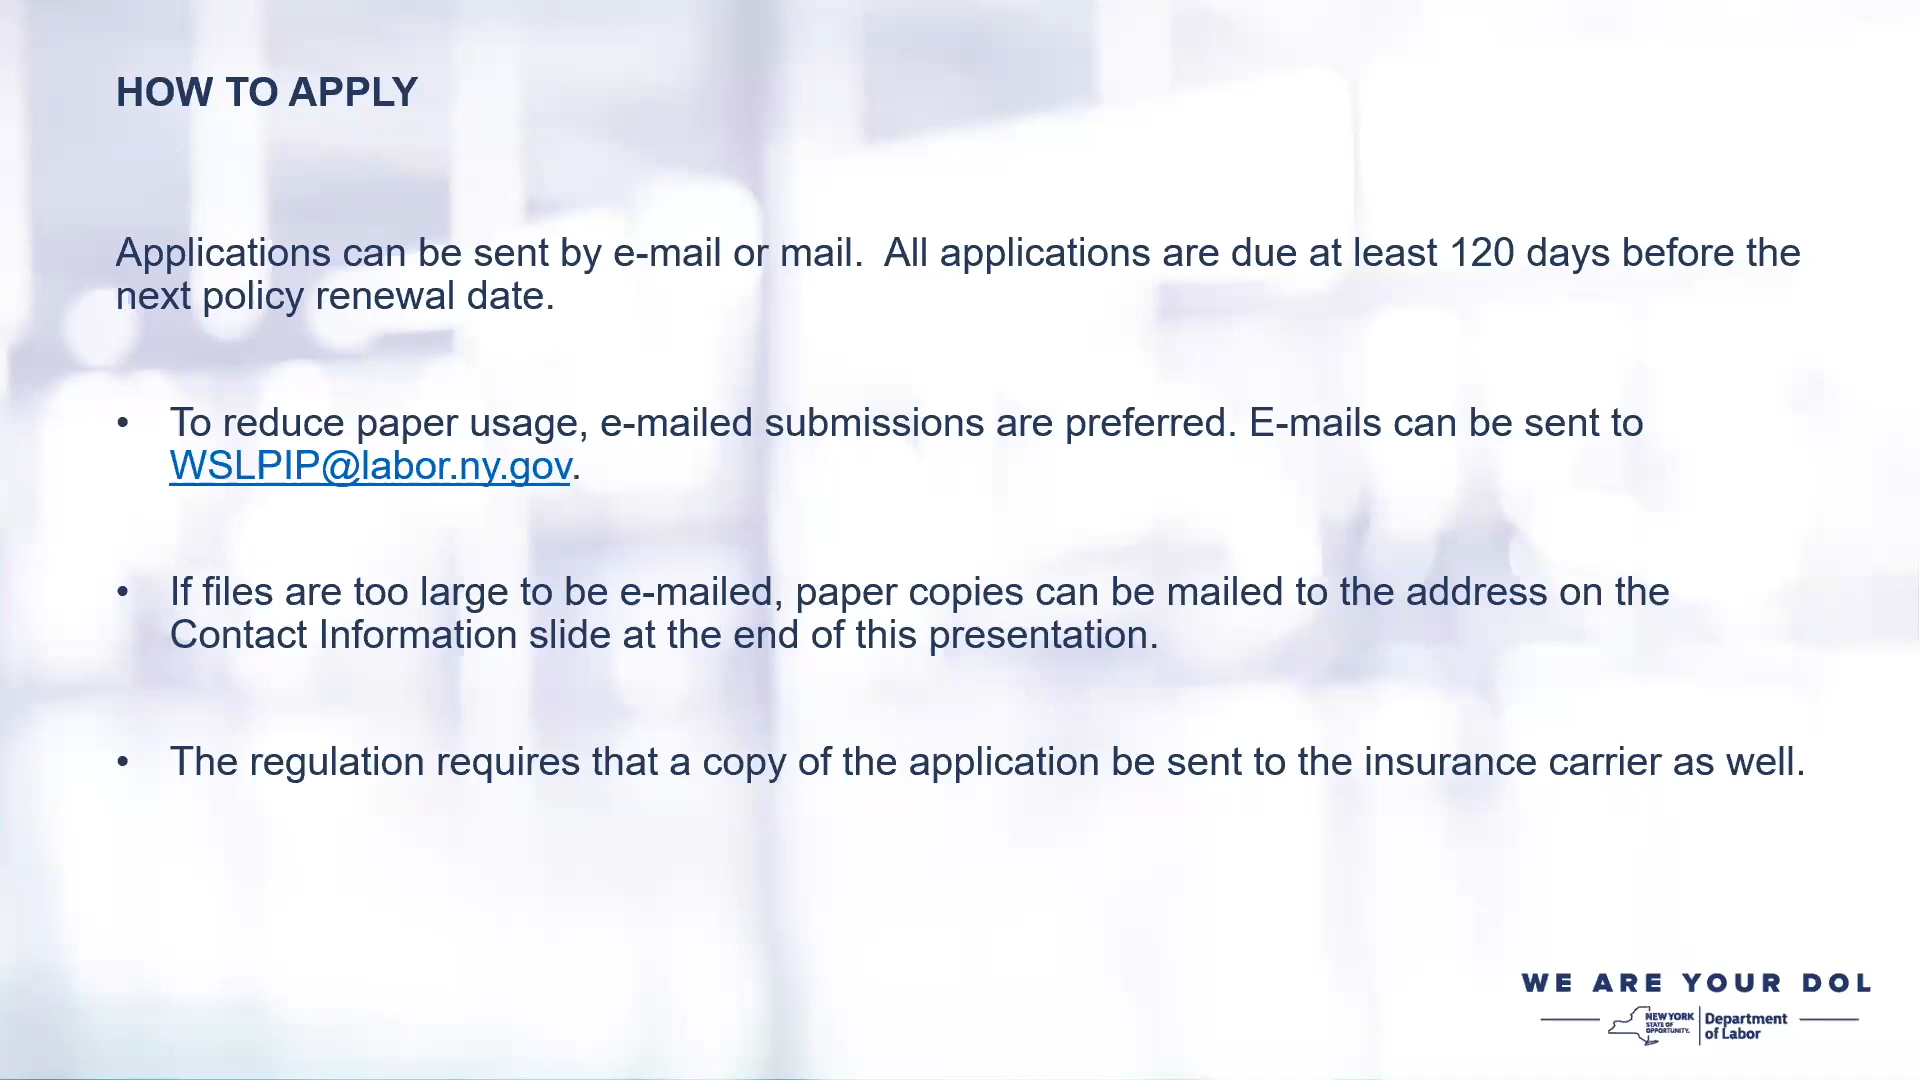 HOW TO APPLY
Applications can be sent by e-mail or mail.  All applications are due at least 120 days before the
next policy renewal date.
• To reduce paper usage, e-mailed submissions are preferred. E-mails can be sent to
WSLPIP@labor.ny.gov.
• If files are too large to be e-mailed, paper copies can be mailed to the address on the
Contact Information slide at the end of this presentation.
• The regulation requires that a copy of the application be sent to the insurance carrier as well.
WE ARE YOUR DOL
NEW YORK
STATE OF
OPPORTUNITY.
Department
of Labor